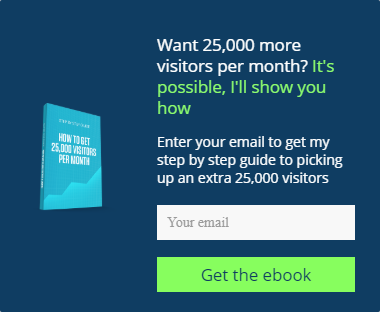 Want 25,000 more
visitors per month? It's
possible, I'll show you
how
HOW TO GET
25,000 VISITORS
PER MONTH
Enter your email to get my
step by step guide to picking
up an extra 25,000 visitors
Your email
Get the ebook